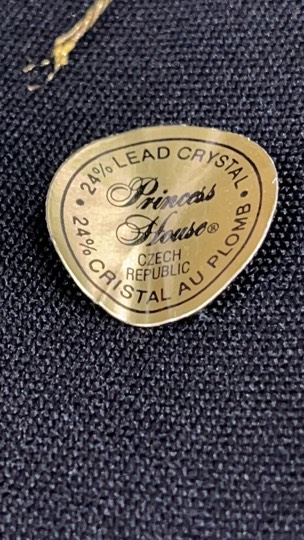 • 24% LEAD CRYSTAL •
Princess
House®
CZECH
REPUBLIC
24% CRISTAL AU PLOMB